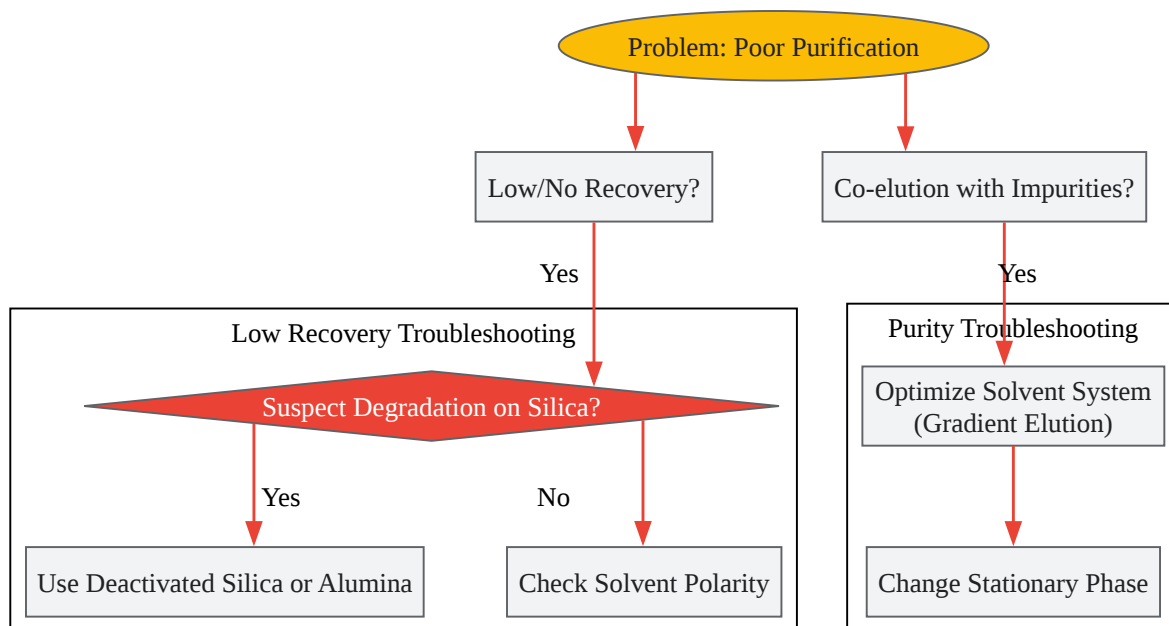 Problem: Poor Purification
Low/No Recovery?
Co-elution with Impurities?
Yes
Yes
Low Recovery Troubleshooting
Purity Troubleshooting
Suspect Degradation on Silica?
Optimize Solvent System
(Gradient Elution)
Yes
No
Use Deactivated Silica or Alumina
Check Solvent Polarity
Change Stationary Phase